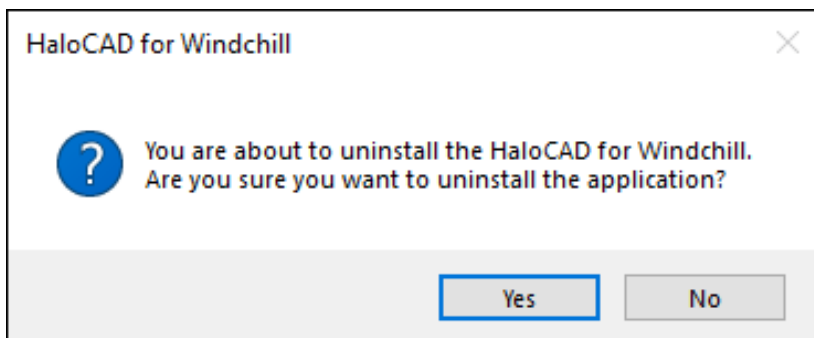 HaloCAD for Windchill
You are about to uninstall the HaloCAD for Windchill.
Are you sure you want to uninstall the application?
Yes
No